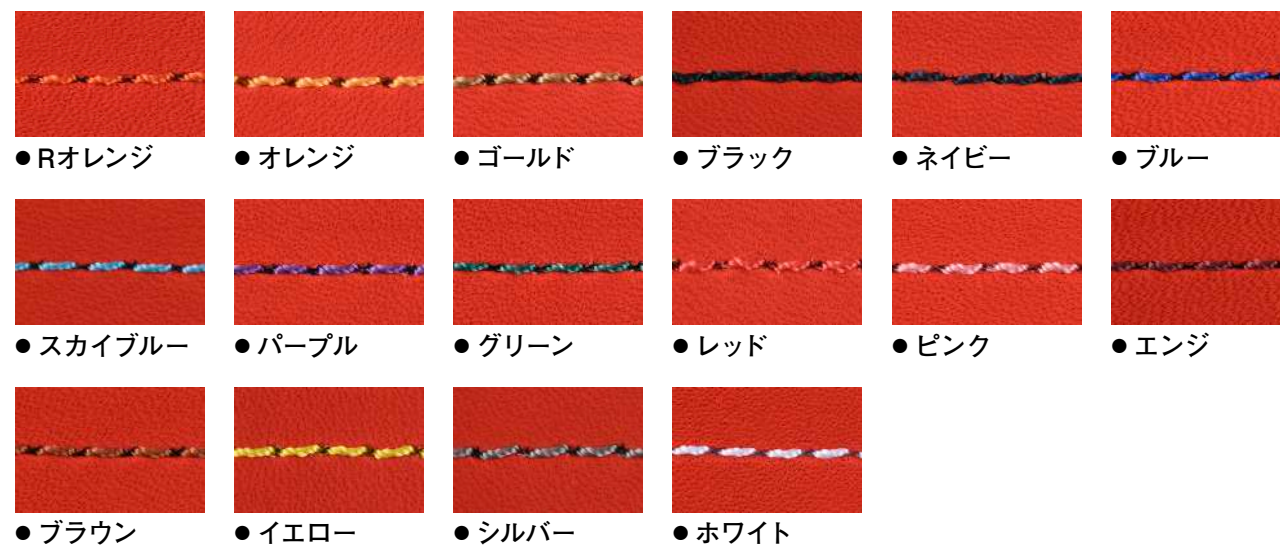 ● Rオレンジ
● オレンジ
● ゴールド
● ブラック
● ネイビー
● ブルー
● スカイブルー
● パープル
● グリーン
● レッド
● ピンク
● エンジ
● ブラウン
● イエロー
● シルバー
● ホワイト